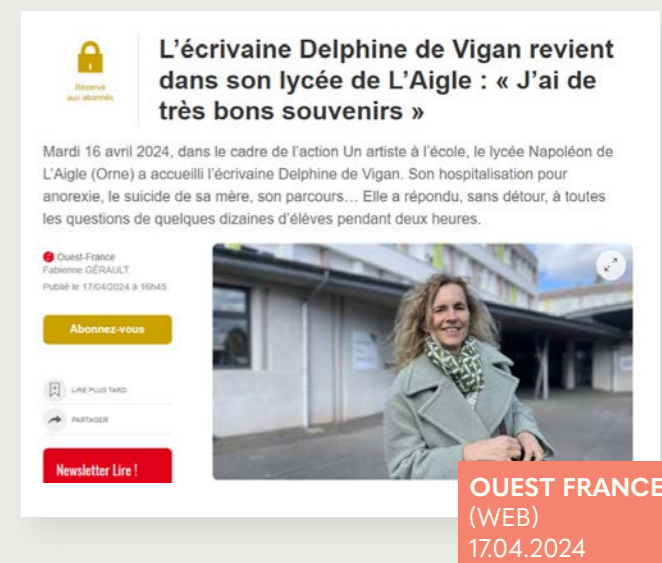 Réservé
aux abonnés
L’écrivaine Delphine de Vigan revient
dans son lycée de L’Aigle : « J’ai de
très bons souvenirs »
Mardi 16 avril 2024, dans le cadre de l’action Un artiste à l’école, le lycée Napoléon de
L’Aigle (Orne) a accueilli l’écrivaine Delphine de Vigan. Son hospitalisation pour
anorexie, le suicide de sa mère, son parcours… Elle a répondu, sans détour, à toutes
les questions de quelques dizaines d’élèves pendant deux heures.
Ouest-France
Fabienne GÉRAULT.
Publié le 17/04/2024 à 16h45
Abonnez-vous
LIRE PLUS TARD
PARTAGER
Newsletter Lire !
OUEST FRANCE
(WEB)
17.04.2024